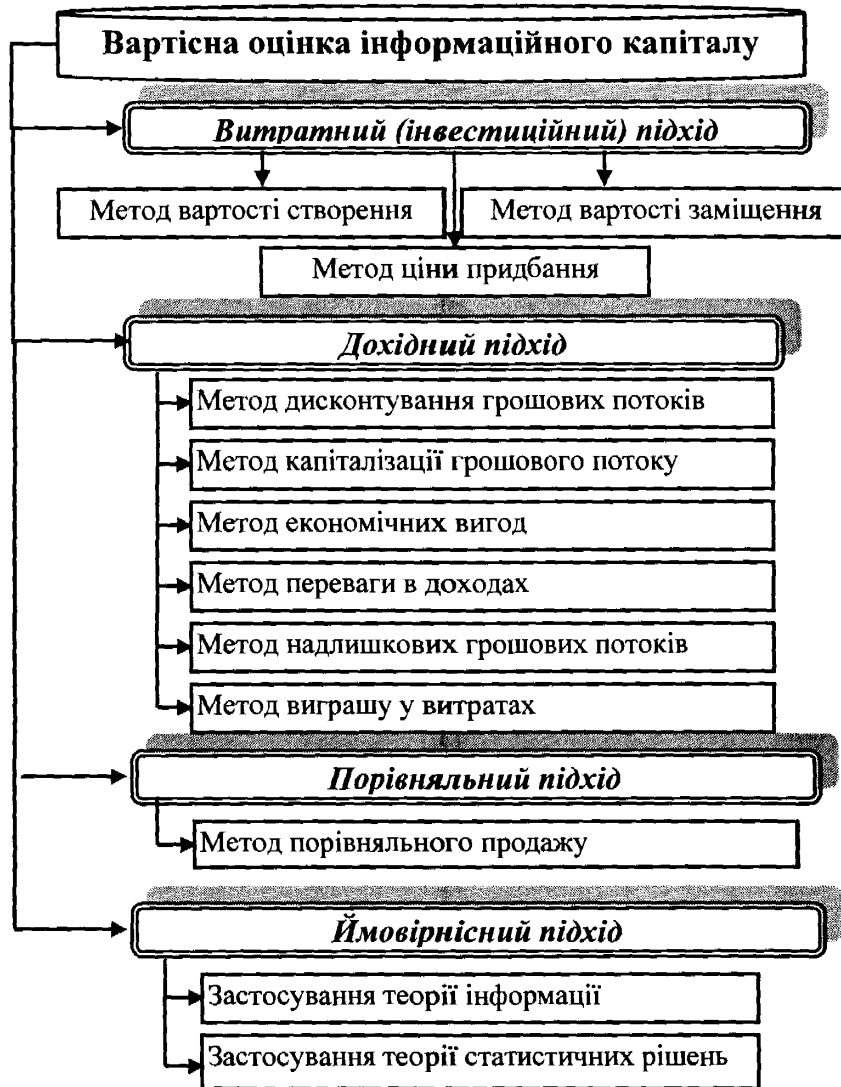 Вартісна оцінка інформаційного капіталу
Витратний (інвестиційний) підхід
Метод вартості створення
Метод вартості заміщення
Метод ціни придбання
Дохідний підхід
Метод дисконтування грошових потоків
Метод капіталізації грошового потоку
Метод економічних вигод
Метод переваги в доходах
Метод надлишкових грошових потоків
Метод виграшу у витратах
Порівняльний підхід
Метод порівняльного продажу
Ймовірнісний підхід
Застосування теорії інформації
Застосування теорії статистичних рішень